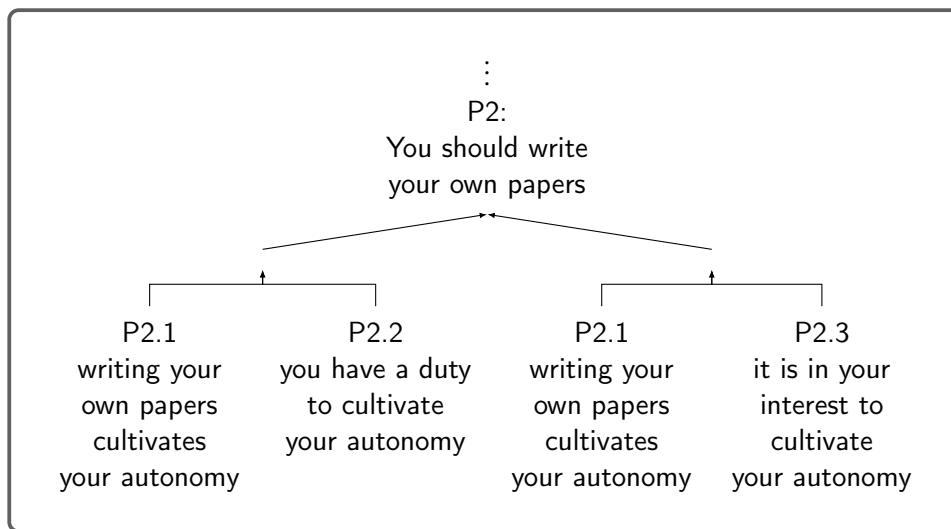 ⋮
P2:
You should write
your own papers
P2.1
writing your
own papers
cultivates
your autonomy
P2.2
you have a duty
to cultivate
your autonomy
P2.1
writing your
own papers
cultivates
your autonomy
P2.3
it is in your
interest to
cultivate
your autonomy